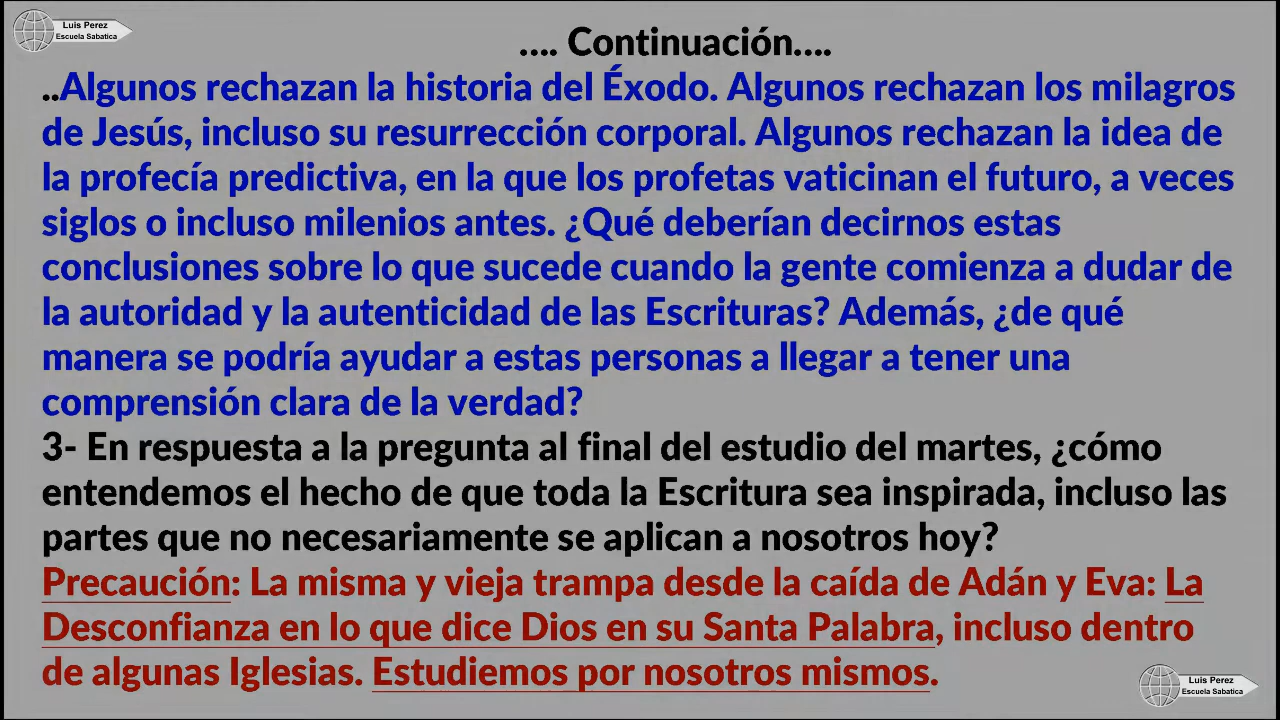 Luis Perez
Escuela Sabatica
.... Continuación....
..Algunos rechazan la historia del Éxodo. Algunos rechazan los milagros
de Jesús, incluso su resurrección corporal. Algunos rechazan la idea de
la profecía predictiva, en la que los profetas vaticinan el futuro, a veces
siglos o incluso milenios antes. ¿Qué deberían decirnos estas
conclusiones sobre lo que sucede cuando la gente comienza a dudar de
la autoridad y la autenticidad de las Escrituras? Además, ¿de qué
manera se podría ayudar a estas personas a llegar a tener una
comprensión clara de la verdad?
3- En respuesta a la pregunta al final del estudio del martes, ¿cómo
entendemos el hecho de que toda la Escritura sea inspirada, incluso las
partes que no necesariamente se aplican a nosotros hoy?
Precaución: La misma y vieja trampa desde la caída de Adán y Eva: La
Desconfianza en lo que dice Dios en su Santa Palabra, incluso dentro
de algunas Iglesias. Estudiemos por nosotros mismos.
Luis Perez
Escuela Sabatica